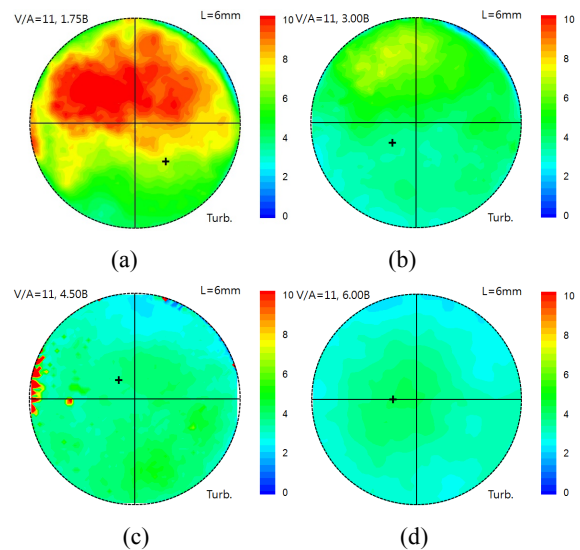 V/A=11, 1.75B L=6mm
10
8
6
4
2
0
Turb.
(a)
V/A=11, 3.00B L=6mm
10
8
6
4
2
0
Turb.
(b)
V/A=11, 4.50B L=6mm
10
8
6
4
2
0
Turb.
(c)
V/A=11, 6.00B L=6mm
10
8
6
4
2
0
Turb.
(d)